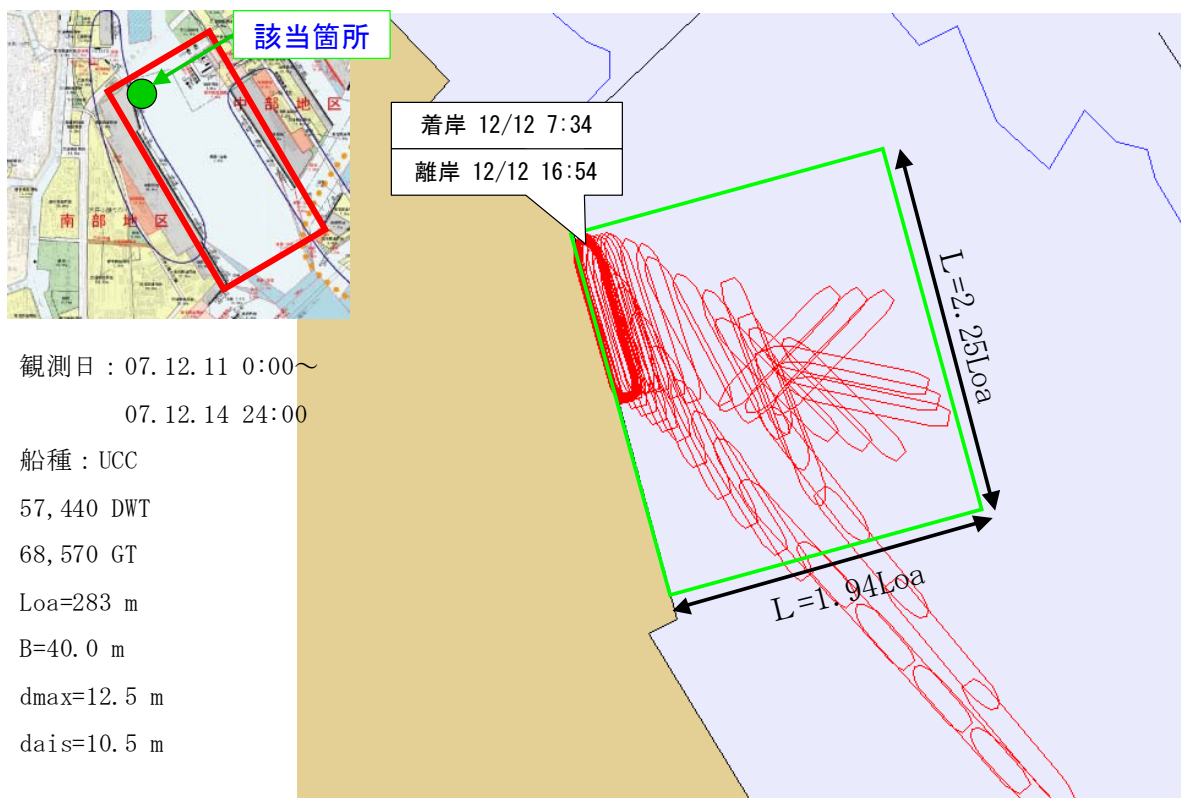 該当箇所
中部地区
南部地区
着岸 12/12 7:34
離岸 12/12 16:54
観測日：07.12.11 0:00～
07.12.14 24:00
船種：UCC
57,440 DWT
68,570 GT
Loa=283 m
B=40.0 m
dmax=12.5 m
dais=10.5 m
L=2.25Loa
L=1.94Loa